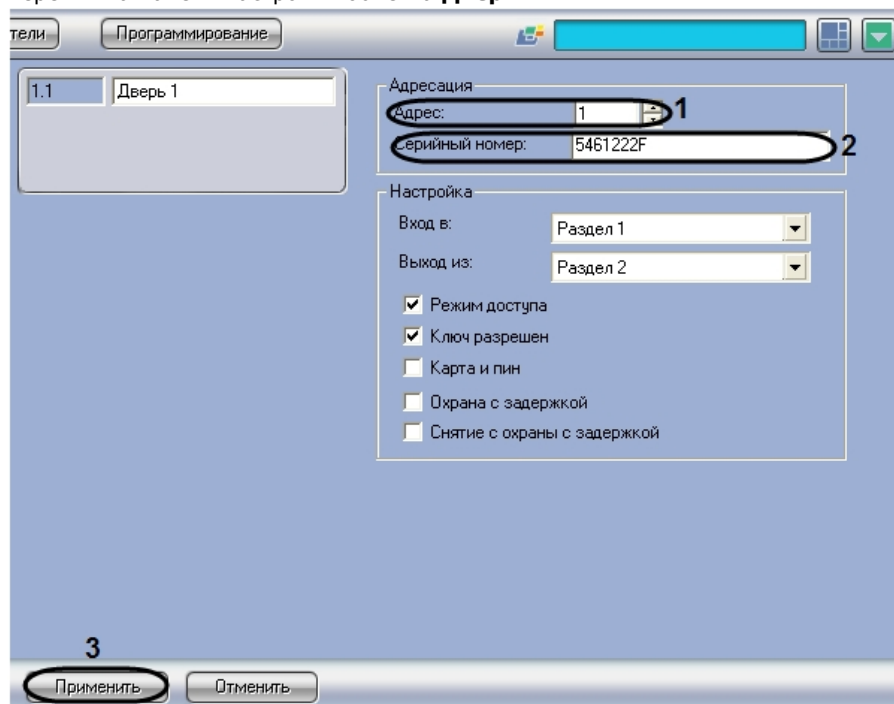 тели Программирование
1.1 Дверь 1
Адресация
Адрес: 1 1
Серийный номер: 5461222F 2
Настройка
Вход в: Раздел 1
Выход из: Раздел 2
Режим доступа
Ключ разрешен
Карта и пин
Охрана с задержкой
Снятие с охраны с задержкой
3
Применить Отменить